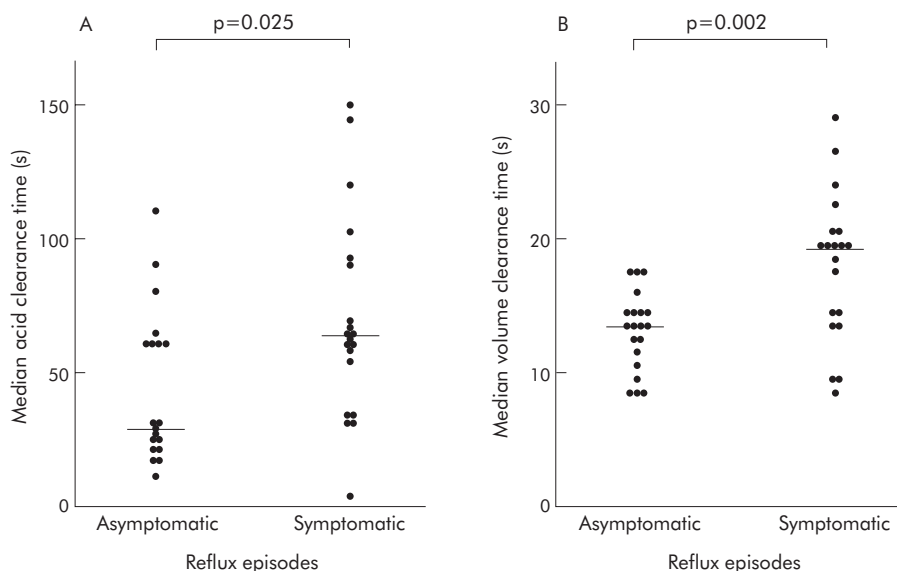 A
p=0.025
150
100
50
0
Median acid clearance time (s)
Asymptomatic
Symptomatic
Reflux episodes
B
p=0.002
30
20
10
0
Median volume clearance time (s)
Asymptomatic
Symptomatic
Reflux episodes